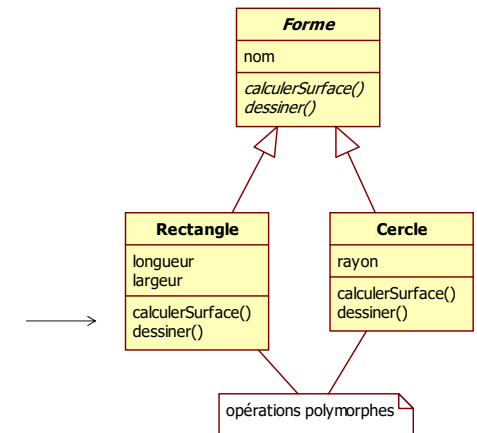 Forme
nom
calculerSurface()
dessiner()
Rectangle
longueur
largeur
calculerSurface()
dessiner()
Cercle
rayon
calculerSurface()
dessiner()
opérations polymorphes